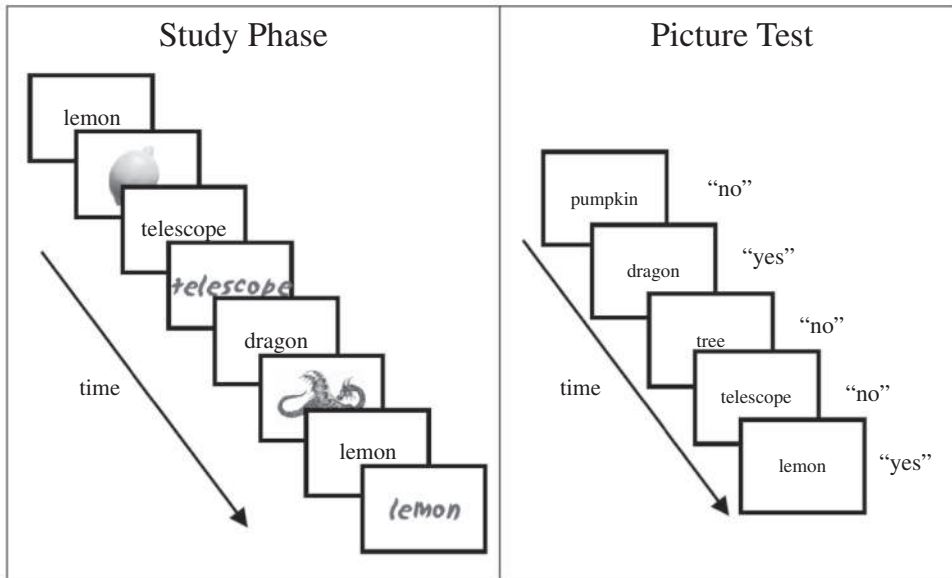 Study Phase
lemon
telescope
telescope
dragon
lemon
lemon
time
Picture Test
pumpkin
“no”
dragon
“yes”
tree
“no”
telescope
“no”
lemon
“yes”
time